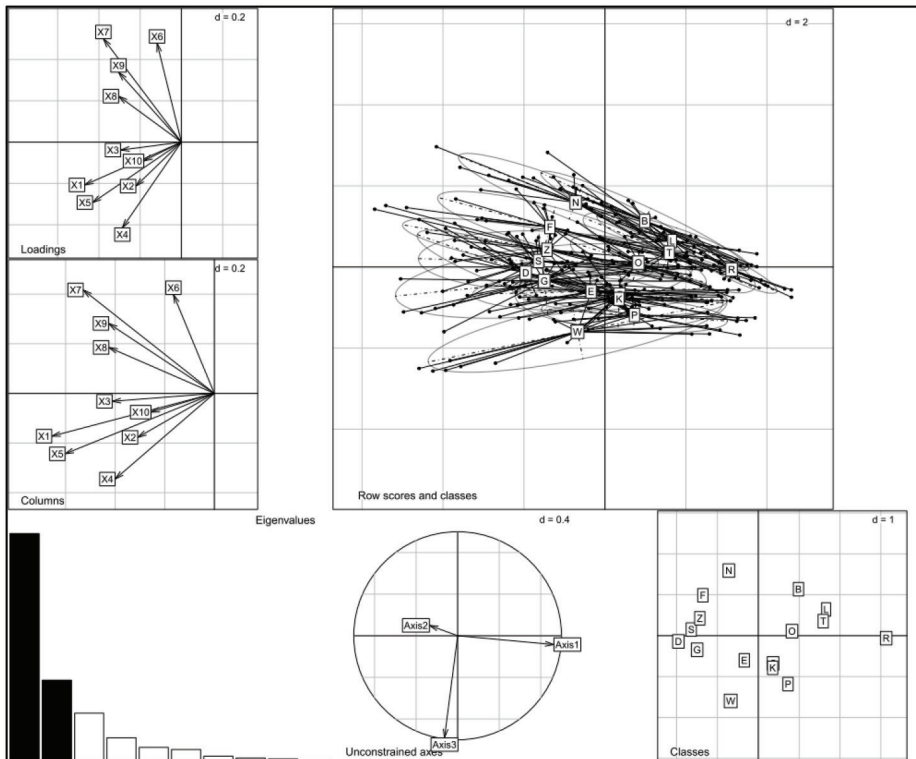 d = 0.2
X7
X6
X9
X8
X3
X10
X1
X2
X5
X4
Loadings
d = 0.2
X7
X6
X9
X8
X3
X10
X1
X2
X5
X4
Columns
d = 2
N
B
F
L
Z
T
S
O
D
R
G
E
K
P
W
Row scores and classes
Eigenvalues
d = 0.4
Axis2
Axis1
Axis3
Unconstrained axes
d = 1
N
B
F
L
Z
T
S
O
D
R
G
E
K
P
W
Classes